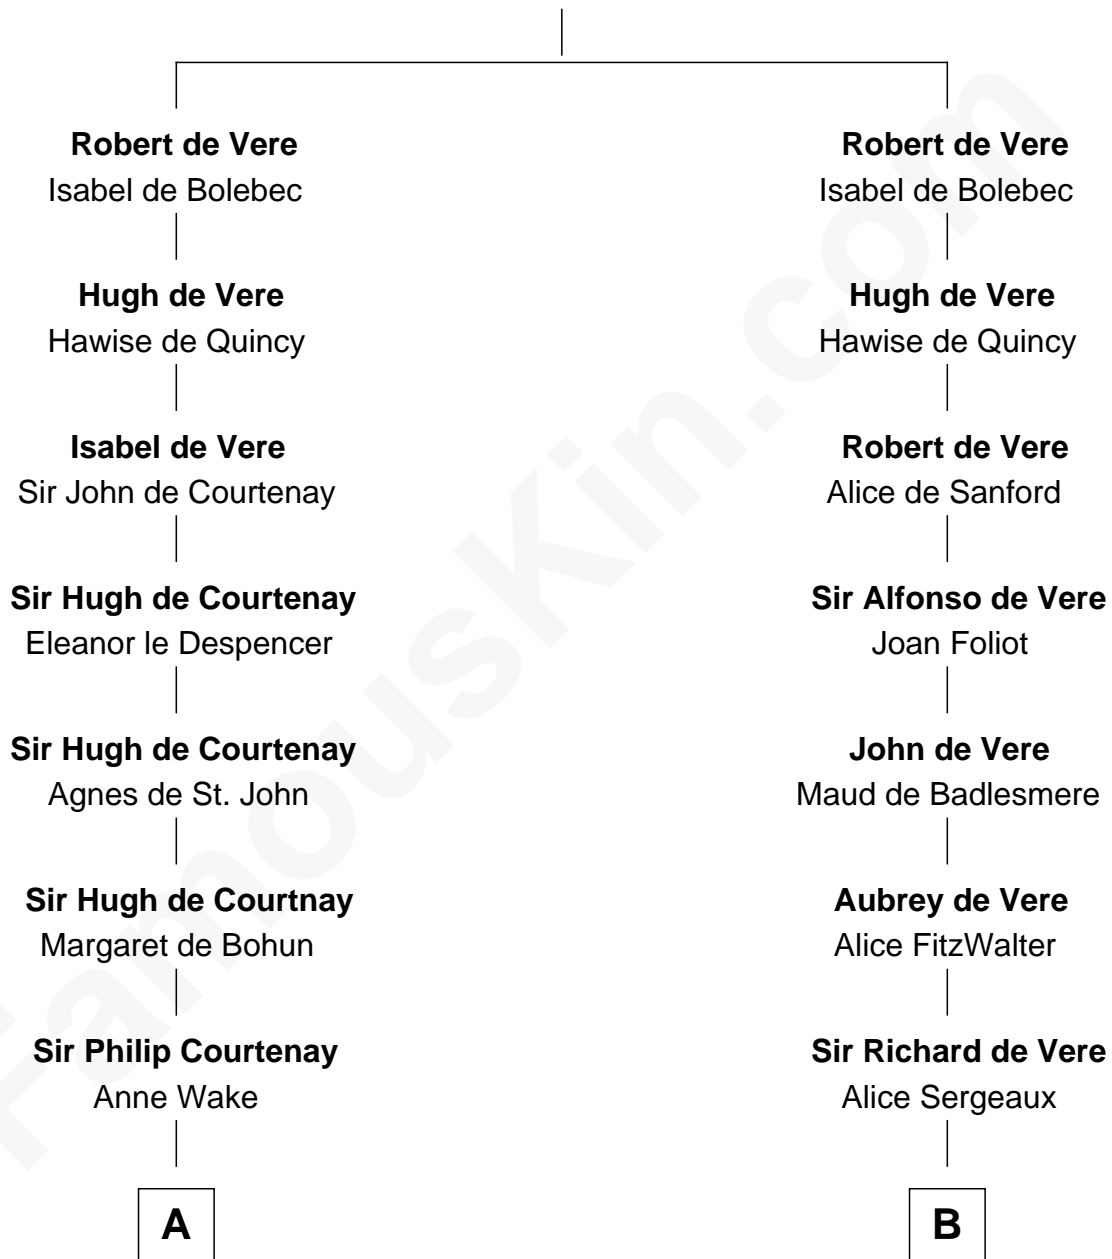 Robert de Vere
Isabel de Bolebec
Hugh de Vere
Hawise de Quincy
Isabel de Vere
Sir John de Courtenay
Sir Hugh de Courtenay
Eleanor le Despencer
Sir Hugh de Courtenay
Agnes de St. John
Sir Hugh de Courtnay
Margaret de Bohun
Sir Philip Courtenay
Anne Wake
A
Robert de Vere
Isabel de Bolebec
Hugh de Vere
Hawise de Quincy
Robert de Vere
Alice de Sanford
Sir Alfonso de Vere
Joan Foliot
John de Vere
Maud de Badlesmere
Aubrey de Vere
Alice FitzWalter
Sir Richard de Vere
Alice Sergeaux
B
FamousKin.com